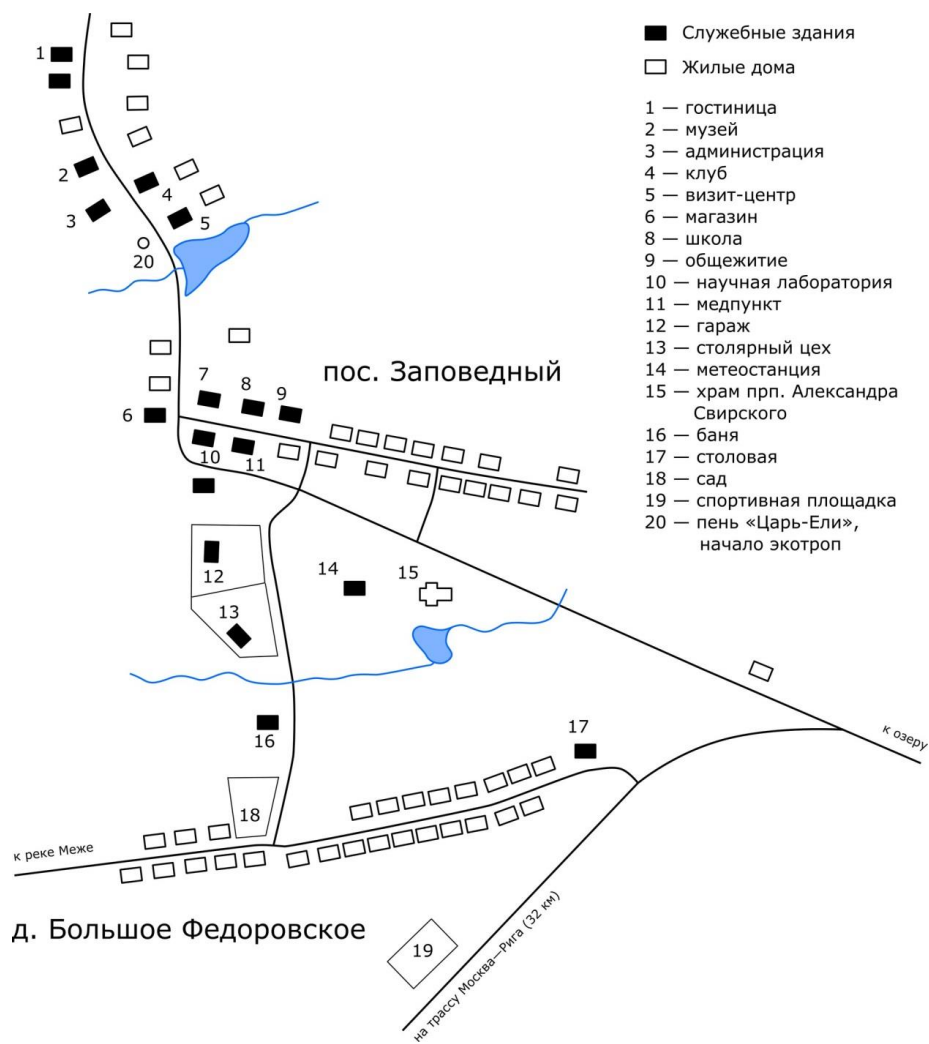 Служебные здания
Жилые дома
1 — гостиница
2 — музей
3 — администрация
4 — клуб
5 — визит-центр
6 — магазин
8 — школа
9 — общежитие
10 — научная лаборатория
11 — медпункт
12 — гараж
13 — столярный цех
14 — метеостанция
15 — храм прп. Александра
Свирского
16 — баня
17 — столовая
18 — сад
19 — спортивная площадка
20 — пень «Царь-Ели»,
начало экотроп
1
2
3
4
5
20
пос. Заповедный
7
8
9
6
10
11
12
13
14
15
16
17
18
к озеру
к реке Меже
д. Большое Федоровское
19
на трассу Москва—Рига (32 км)